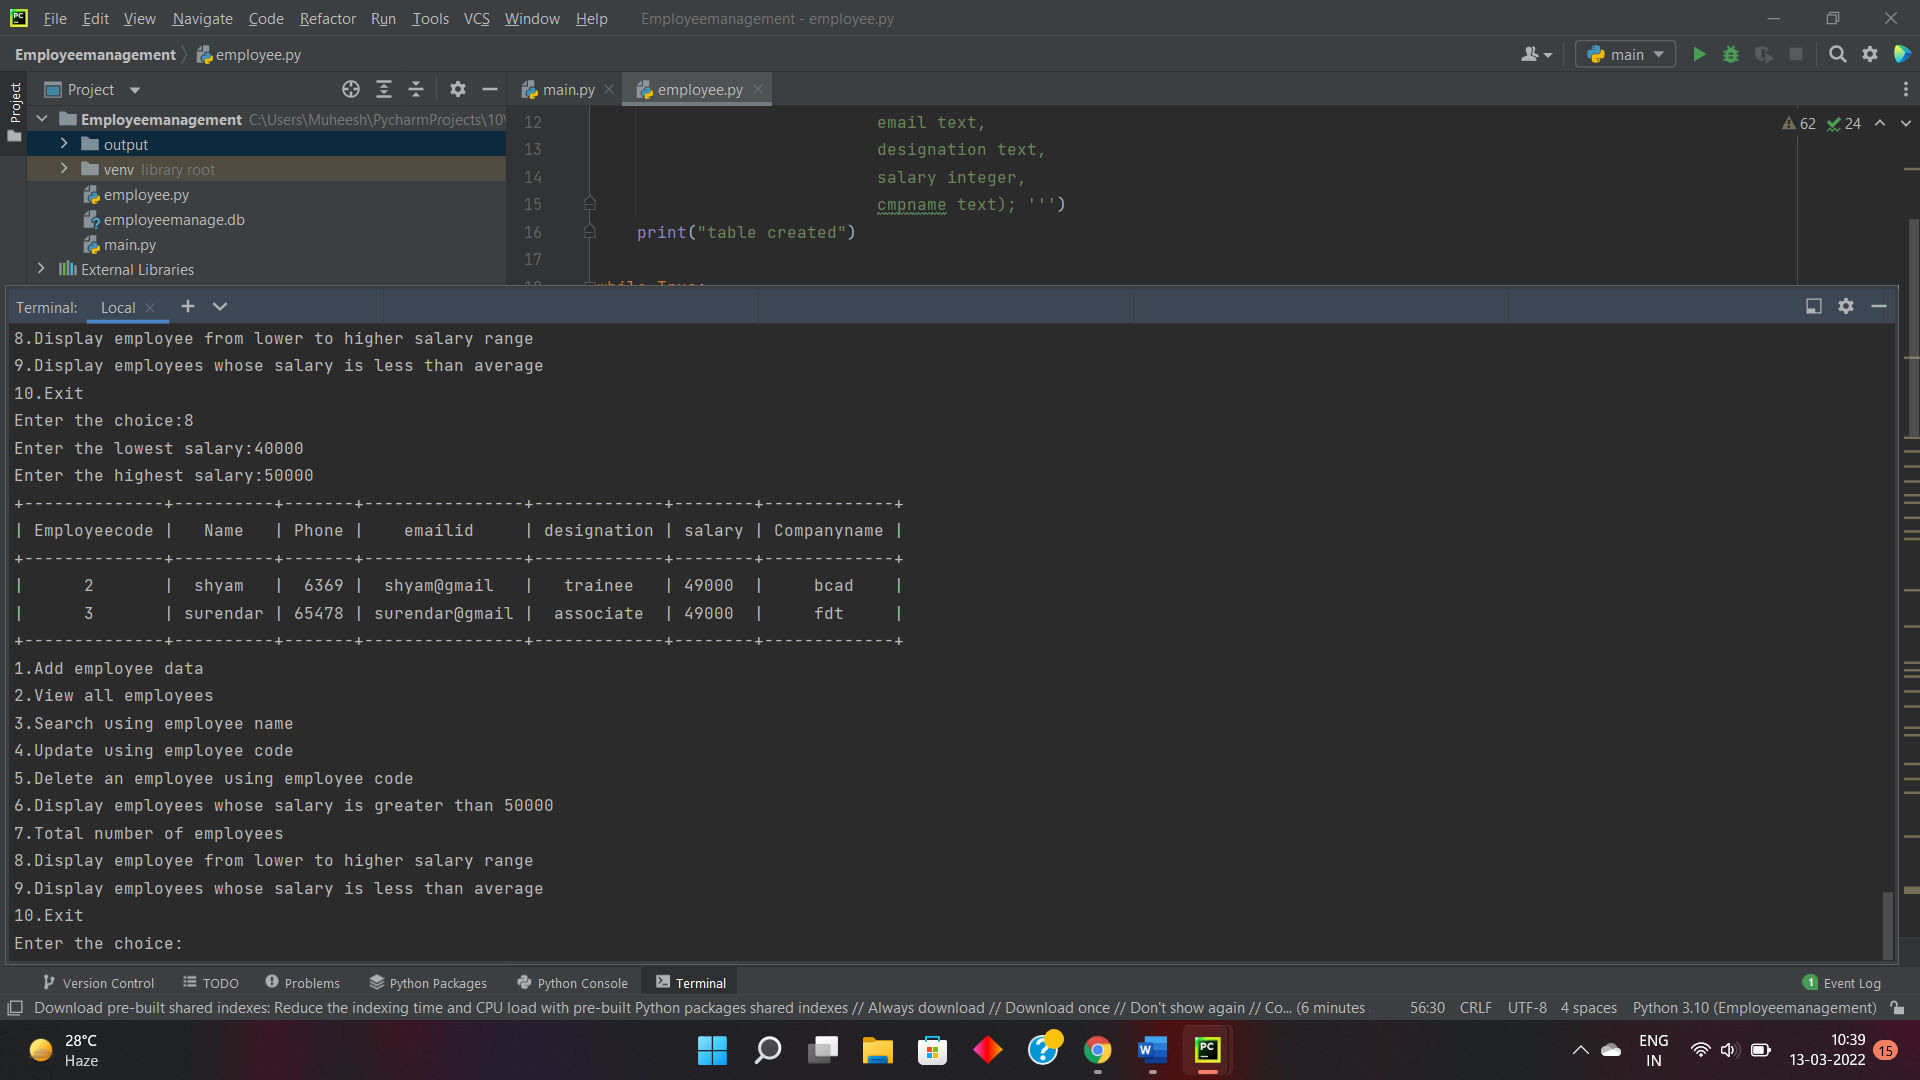 File Edit View Navigate Code Refactor Run Tools VCS Window Help Employeemanagement - employee.py
Employeemanagement employee.py main
Project
Project main.py employee.py
Employeemanagement C:\Users\Muheesh\PycharmProjects\10\
output
venv library root
employee.py
employeemanage.db
main.py
External Libraries
12 email text,
13 designation text,
14 salary integer,
15 cmpname text); ''')
16 print("table created")
17
18 while True:
62 24
Terminal: Local
8.Display employee from lower to higher salary range
9.Display employees whose salary is less than average
10.Exit
Enter the choice:8
Enter the lowest salary:40000
Enter the highest salary:50000
+--------------+----------+-------+----------------+-------------+--------+-------------+
| Employeecode |   Name   | Phone |    emailid     | designation | salary | Companyname |
+--------------+----------+-------+----------------+-------------+--------+-------------+
|      2       |  shyam   |  6369 |  shyam@gmail   |   trainee   | 49000  |     bcad    |
|      3       | surendar | 65478 | surendar@gmail |  associate  | 49000  |     fdt     |
+--------------+----------+-------+----------------+-------------+--------+-------------+
1.Add employee data
2.View all employees
3.Search using employee name
4.Update using employee code
5.Delete an employee using employee code
6.Display employees whose salary is greater than 50000
7.Total number of employees
8.Display employee from lower to higher salary range
9.Display employees whose salary is less than average
10.Exit
Enter the choice:
Version Control TODO Problems Python Packages Python Console Terminal 1 Event Log
Download pre-built shared indexes: Reduce the indexing time and CPU load with pre-built Python packages shared indexes // Always download // Download once // Don't show again // Co... (6 minutes 56:30 CRLF UTF-8 4 spaces Python 3.10 (Employeemanagement)
28°C
Haze
ENG
IN
10:39
13-03-2022
15